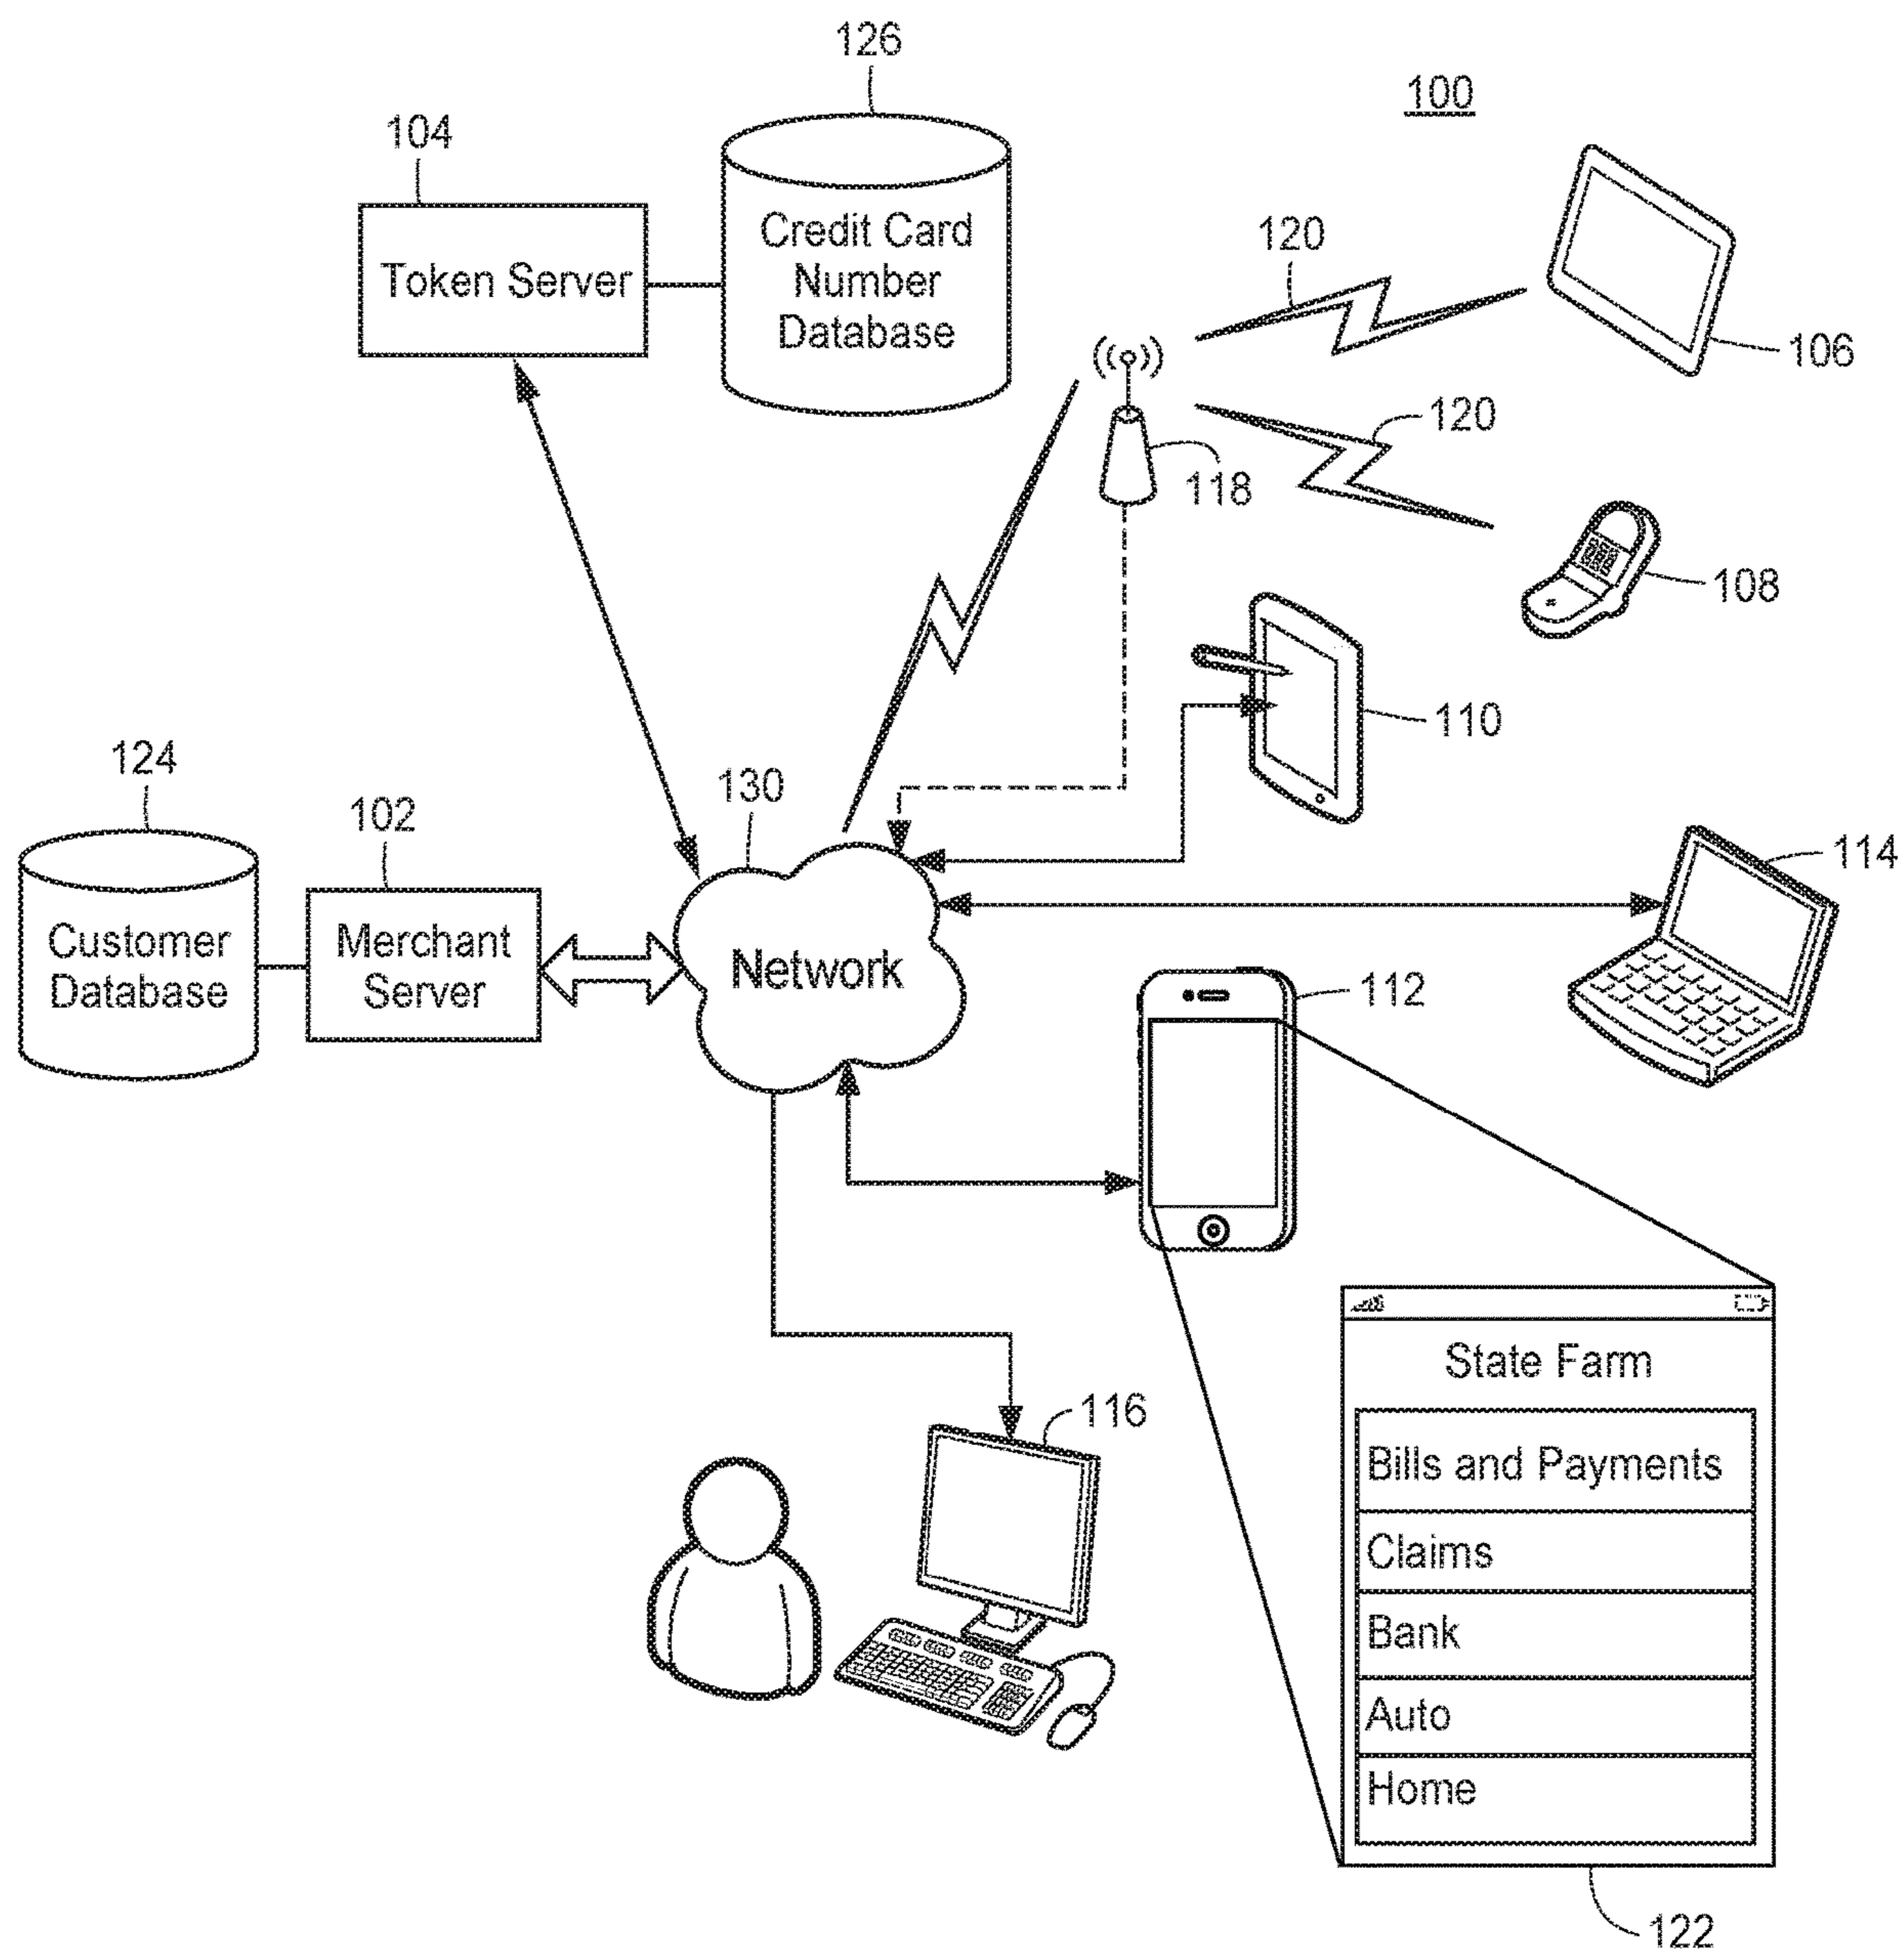 126
100
104
Credit Card
Number
Database
Token Server
120
106
120
118
108
110
124
102
130
114
Customer
Database
Merchant
Server
Network
112
State Farm
116
Bills and Payments
Claims
Bank
Auto
Home
122